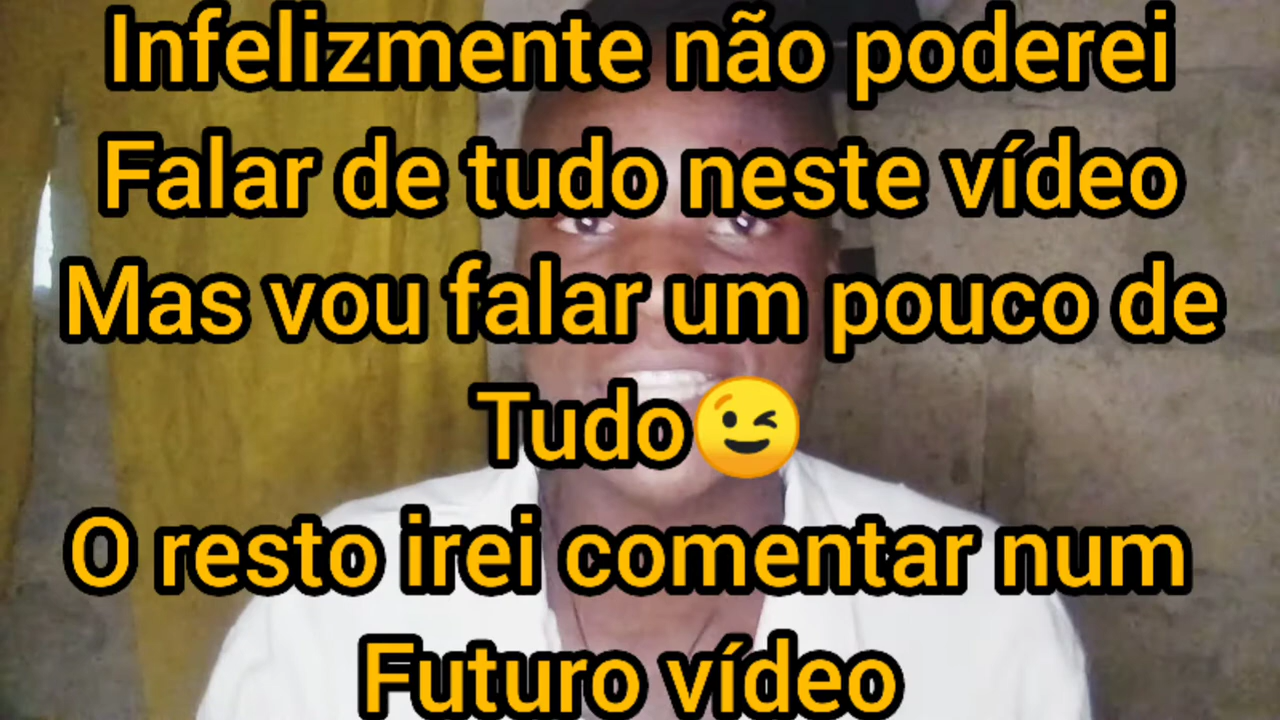 Infelizmente não poderei
Falar de tudo neste vídeo
Mas vou falar um pouco de
Tudo😉
O resto irei comentar num
Futuro vídeo